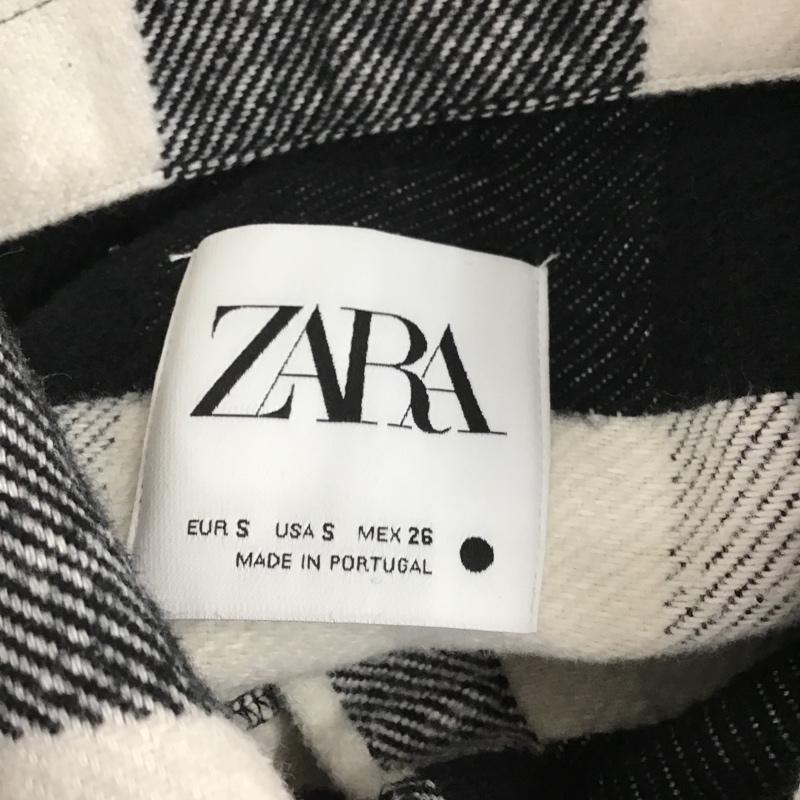 ZARA
EUR S USA S MEX 26
MADE IN PORTUGAL